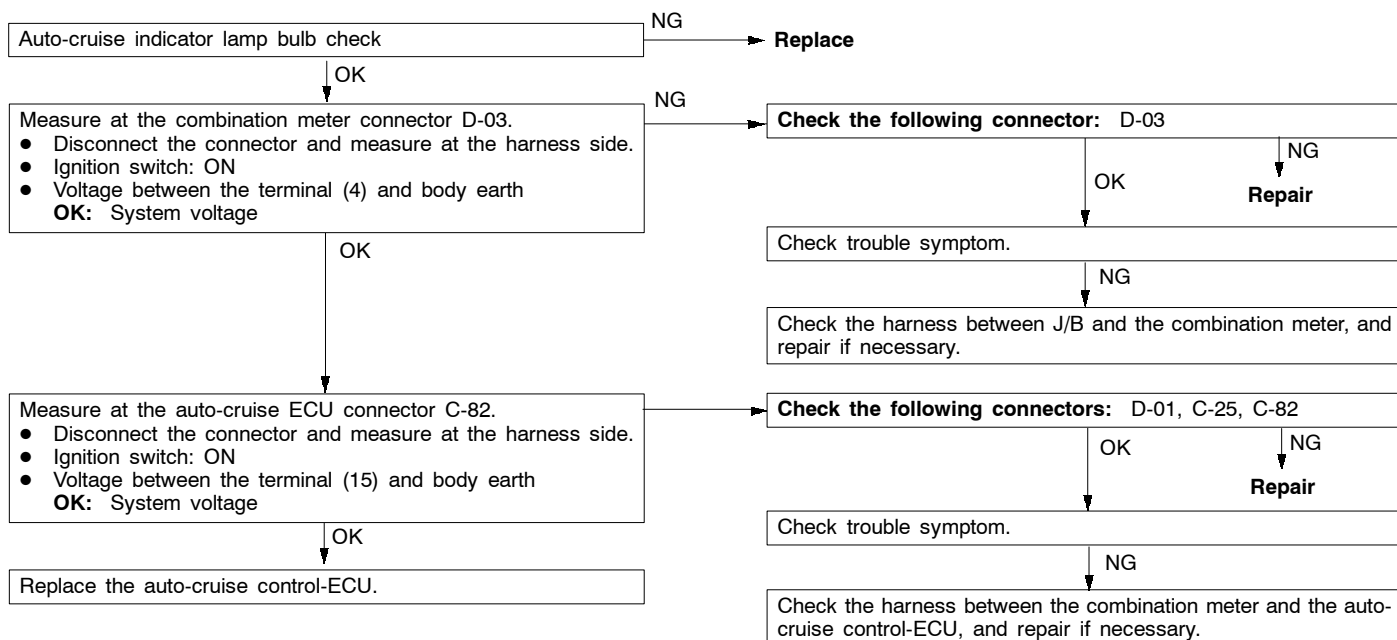 Auto-cruise indicator lamp bulb check
NG
Replace
OK
Measure at the combination meter connector D-03.
● Disconnect the connector and measure at the harness side.
● Ignition switch: ON
● Voltage between the terminal (4) and body earth
OK: System voltage
NG
Check the following connector: D-03
NG
Repair
OK
Check trouble symptom.
NG
Check the harness between J/B and the combination meter, and
repair if necessary.
OK
Measure at the auto-cruise ECU connector C-82.
● Disconnect the connector and measure at the harness side.
● Ignition switch: ON
● Voltage between the terminal (15) and body earth
OK: System voltage
Check the following connectors: D-01, C-25, C-82
NG
Repair
OK
Check trouble symptom.
NG
Check the harness between the combination meter and the auto-
cruise control-ECU, and repair if necessary.
OK
Replace the auto-cruise control-ECU.